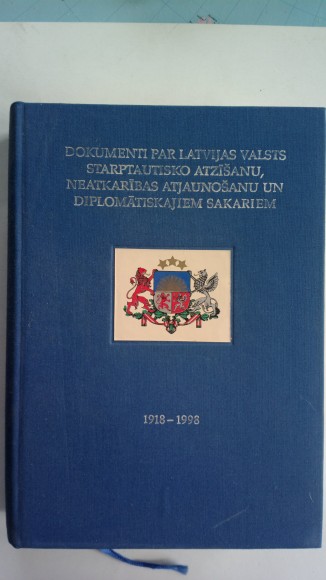 DOKUMENTI PAR LATVIJAS VALSTS
STARPTAUTISKO ATZĪŠANU,
NEATKARĪBAS ATJAUNOŠANU UN
DIPLOMĀTISKAJIEM SAKARIEM
1918–1998